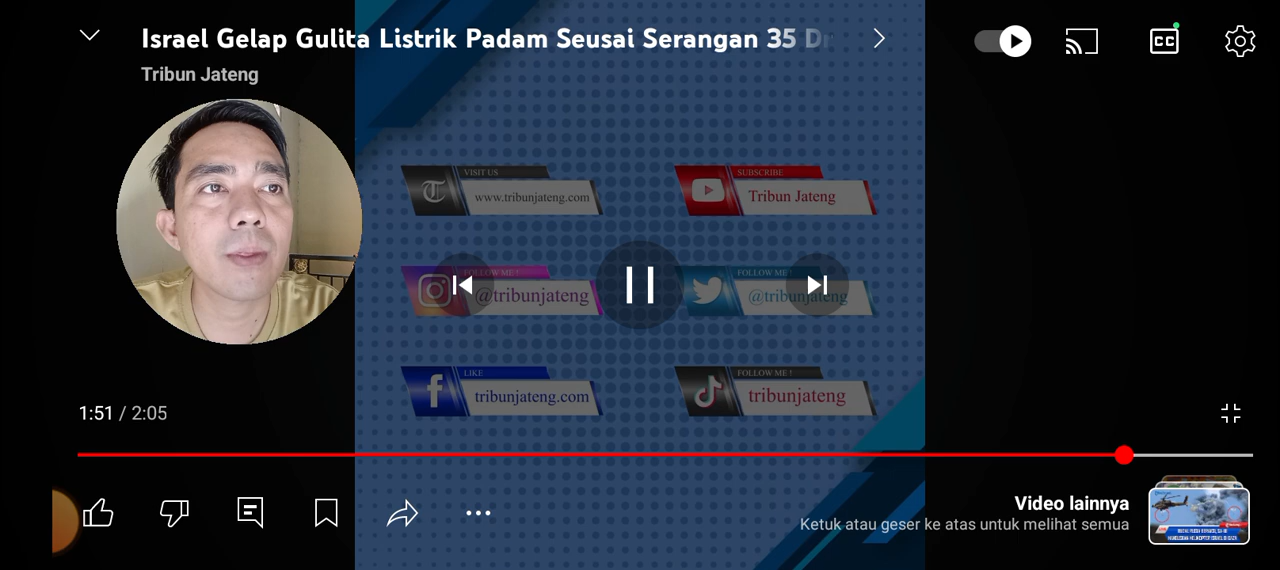 Israel Gelap Gulita Listrik Padam Seusai Serangan 35
Tribun Jateng
CC
VISIT US
www.tribunjateng.com
SUBSCRIBE
Tribun Jateng
FOLLOW ME !
@tribunjateng
FOLLOW ME !
@tribunjateng
LIKE
tribunjateng.com
FOLLOW ME !
tribunjateng
1:51 / 2:05
Video lainnya
Ketuk atau geser ke atas untuk melihat semua